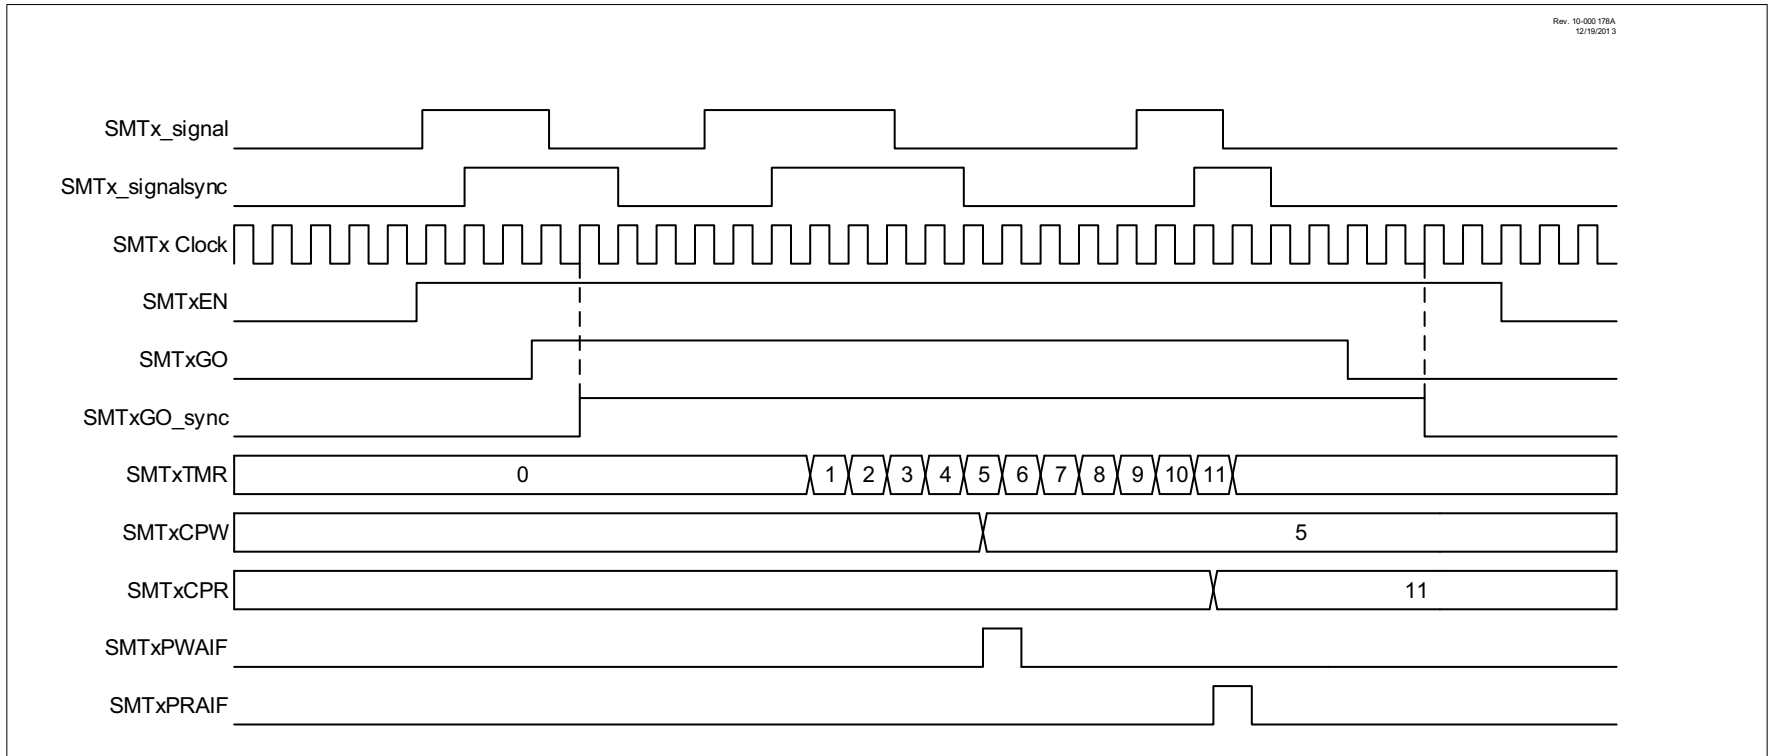 Rev. 10-000 178A
12/19/201 3
SMTx_signal
SMTx_signalsync
SMTx Clock
SMTxEN
SMTxGO
SMTxGO_sync
SMTxTMR 0 1 2 3 4 5 6 7 8 9 10 11
SMTxCPW 5
SMTxCPR 11
SMTxPWAIF
SMTxPRAIF